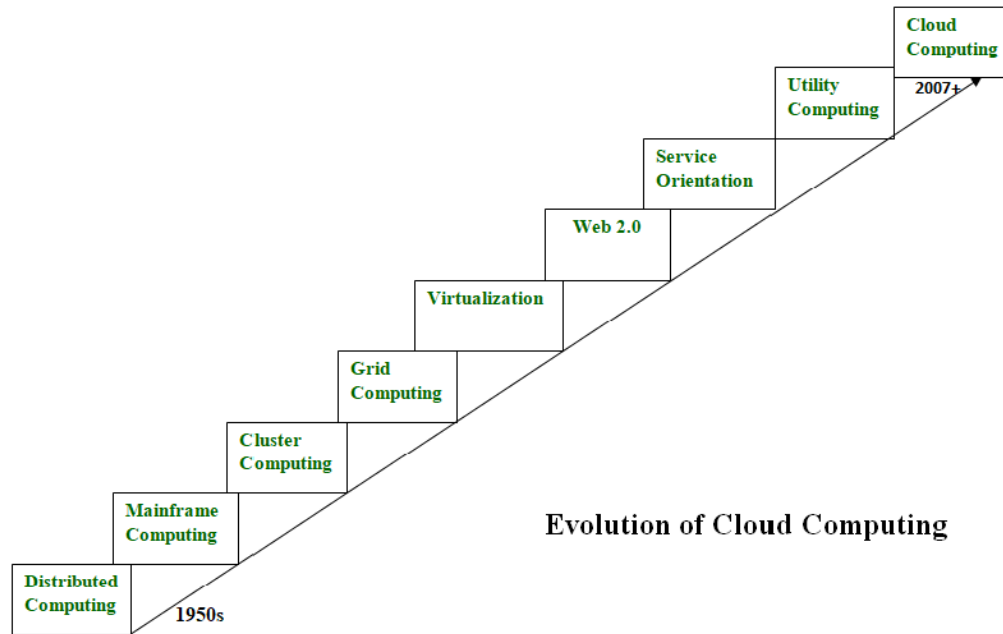 Cloud
Computing
2007+
Utility
Computing
Service
Orientation
Web 2.0
Virtualization
Grid
Computing
Cluster
Computing
Mainframe
Computing
Evolution of Cloud Computing
Distributed
Computing
1950s